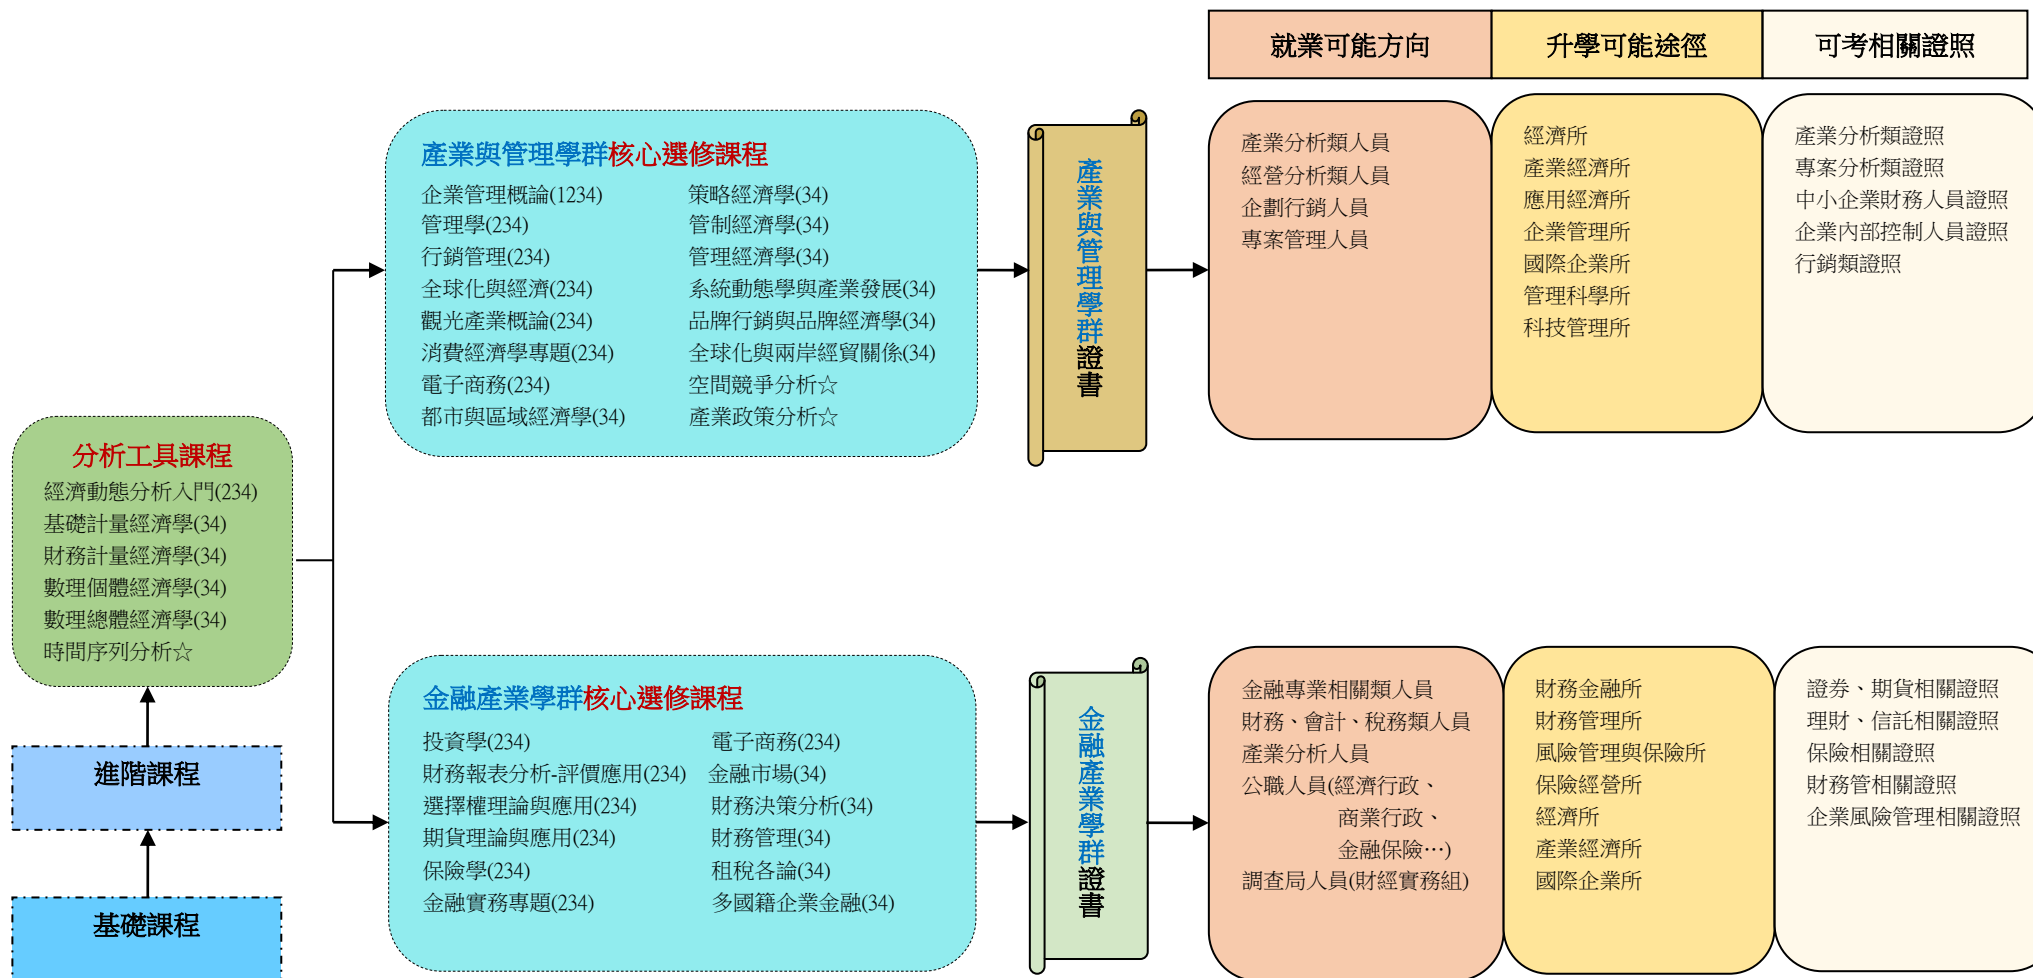 就業可能方向
升學可能途徑
可考相關證照
產業與管理學群核心選修課程
企業管理概論(1234)
管理學(234)
行銷管理(234)
全球化與經濟(234)
觀光產業概論(234)
消費經濟學專題(234)
電子商務(234)
都市與區域經濟學(34)
策略經濟學(34)
管制經濟學(34)
管理經濟學(34)
系統動態學與產業發展(34)
品牌行銷與品牌經濟學(34)
全球化與兩岸經貿關係(34)
空間競爭分析☆
產業政策分析☆
產業與管理學群證書
產業分析類人員
經營分析類人員
企劃行銷人員
專案管理人員
經濟所
產業經濟所
應用經濟所
企業管理所
國際企業所
管理科學所
科技管理所
產業分析類證照
專案分析類證照
中小企業財務人員證照
企業內部控制人員證照
行銷類證照
分析工具課程
經濟動態分析入門(234)
基礎計量經濟學(34)
財務計量經濟學(34)
數理個體經濟學(34)
數理總體經濟學(34)
時間序列分析☆
進階課程
基礎課程
金融產業學群核心選修課程
投資學(234)
財務報表分析-評價應用(234)
選擇權理論與應用(234)
期貨理論與應用(234)
保險學(234)
金融實務專題(234)
電子商務(234)
金融市場(34)
財務決策分析(34)
財務管理(34)
租稅各論(34)
多國籍企業金融(34)
金融產業學群證書
金融專業相關類人員
財務、會計、稅務類人員
產業分析人員
公職人員(經濟行政、
商業行政、
金融保險…)
調查局人員(財經實務組)
財務金融所
財務管理所
風險管理與保險所
保險經營所
經濟所
產業經濟所
國際企業所
證券、期貨相關證照
理財、信託相關證照
保險相關證照
財務管相關證照
企業風險管理相關證照